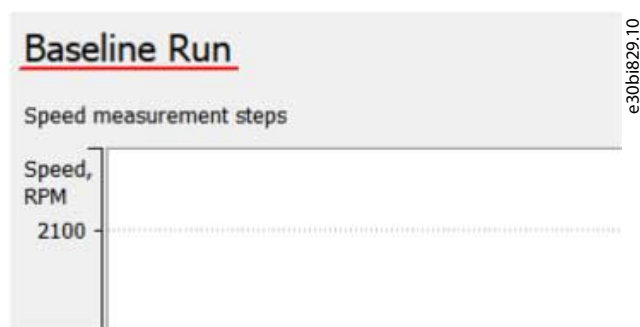 Baseline Run
Speed measurement steps
Speed,
RPM
2100
e30bi829.10